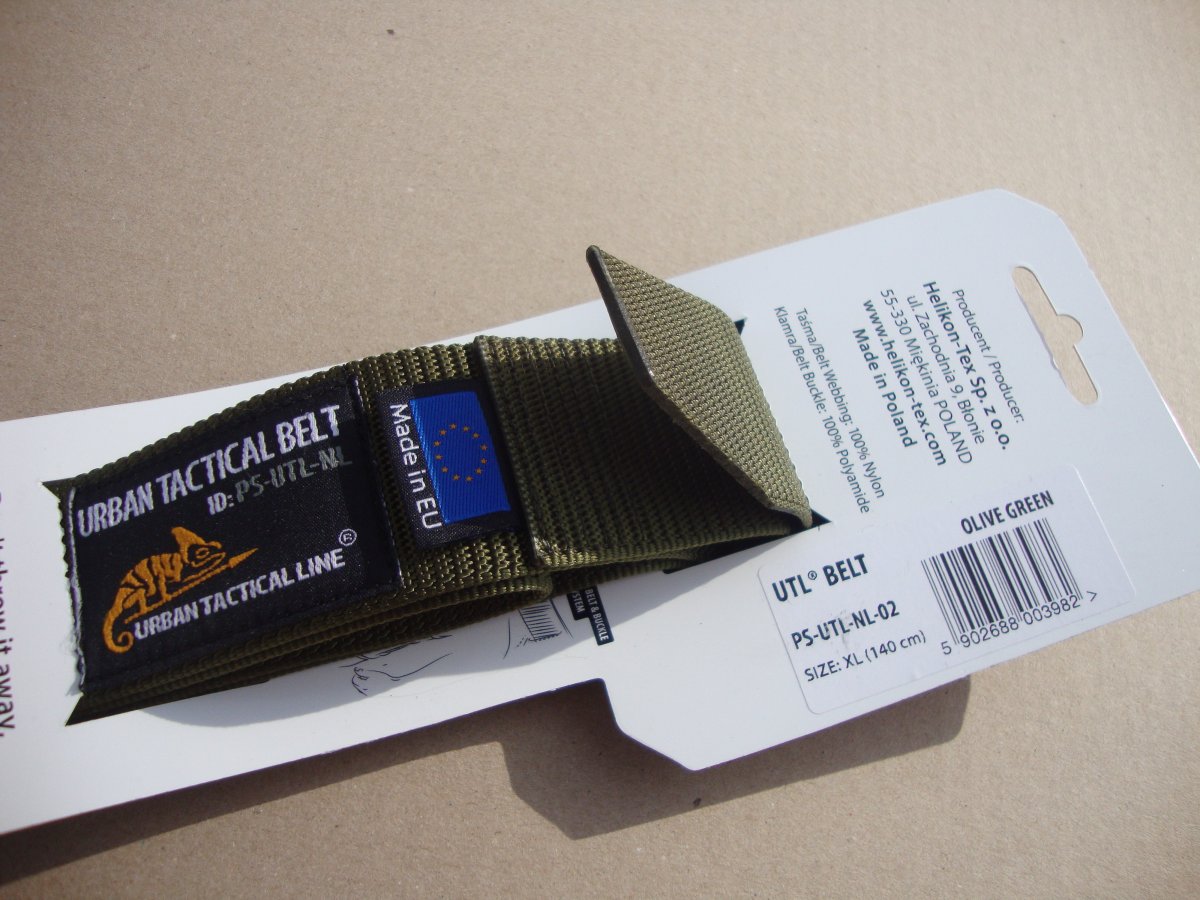 URBAN TACTICAL BELT
ID: PS-UTL-NL
URBAN TACTICAL LINE®
Made in EU
Taśma/Belt Webbing: 100% Nylon
Klamra/Belt Buckle: 100% Polyamide
Producent / Producer:
Helikon-Tex Sp. z o.o.
ul. Zachodnia 9, Błonie
55-330 Miękinia POLAND
www.helikon-tex.com
Made in Poland
OLIVE GREEN
UTL® BELT
PS-UTL-NL-02
SIZE: XL (140 cm)
5 902688 003982 >
BELT & BUCKLE
throw it away.